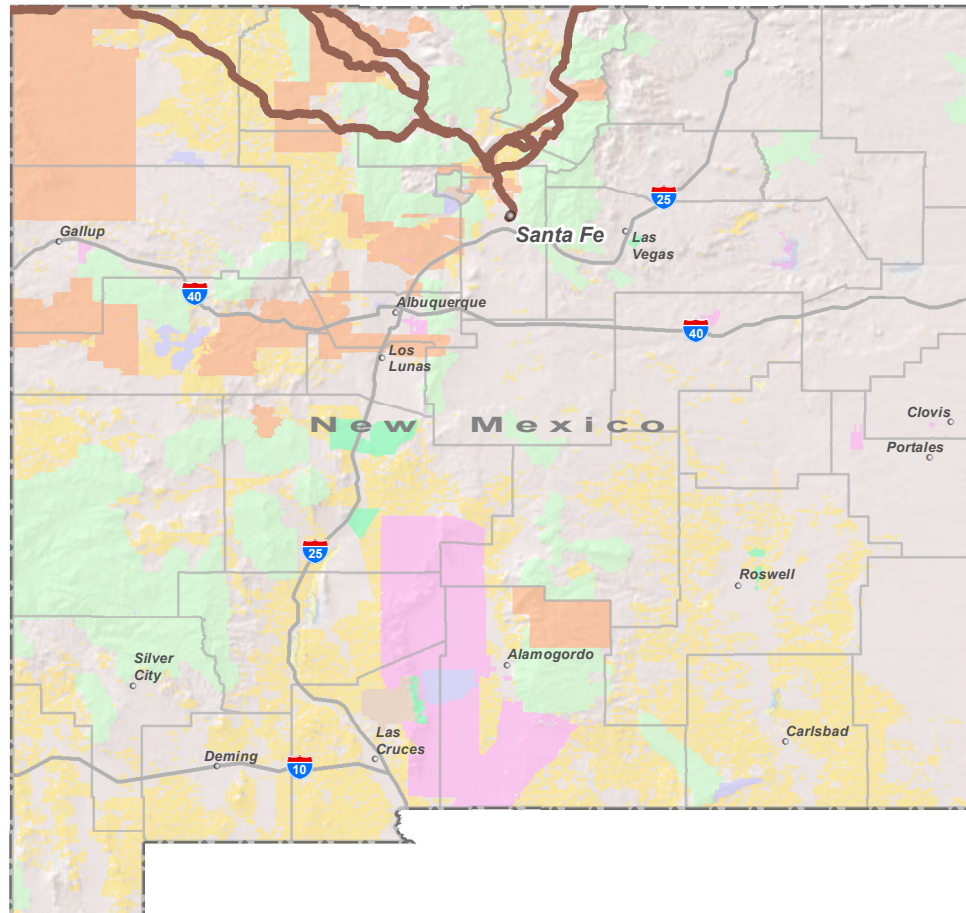 25
Santa Fe
Las
Vegas
Gallup
40
Albuquerque
40
Los
Lunas
New Mexico
Clovis
Portales
25
Roswell
Silver
City
Alamogordo
Las
Cruces
Carlsbad
Deming
10